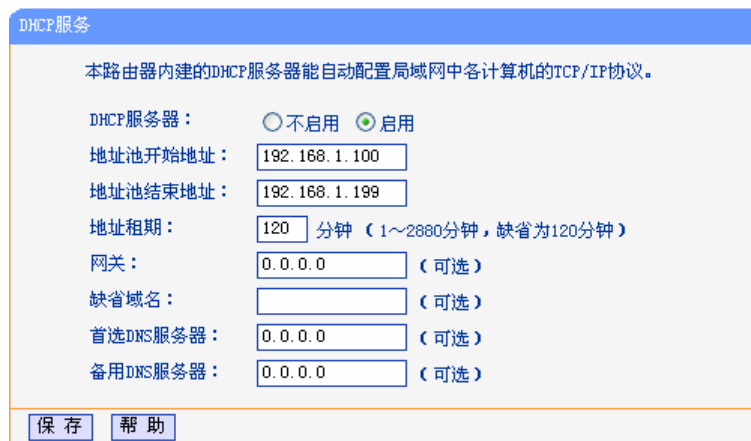 DHCP服务
本路由器内建的DHCP服务器能自动配置局域网中各计算机的TCP/IP协议。
DHCP服务器： 不启用 启用
地址池开始地址： 192.168.1.100
地址池结束地址： 192.168.1.199
地址租期： 120 分钟（1～2880分钟，缺省为120分钟）
网关： 0.0.0.0 （可选）
缺省域名： （可选）
首选DNS服务器： 0.0.0.0 （可选）
备用DNS服务器： 0.0.0.0 （可选）
保 存 帮 助